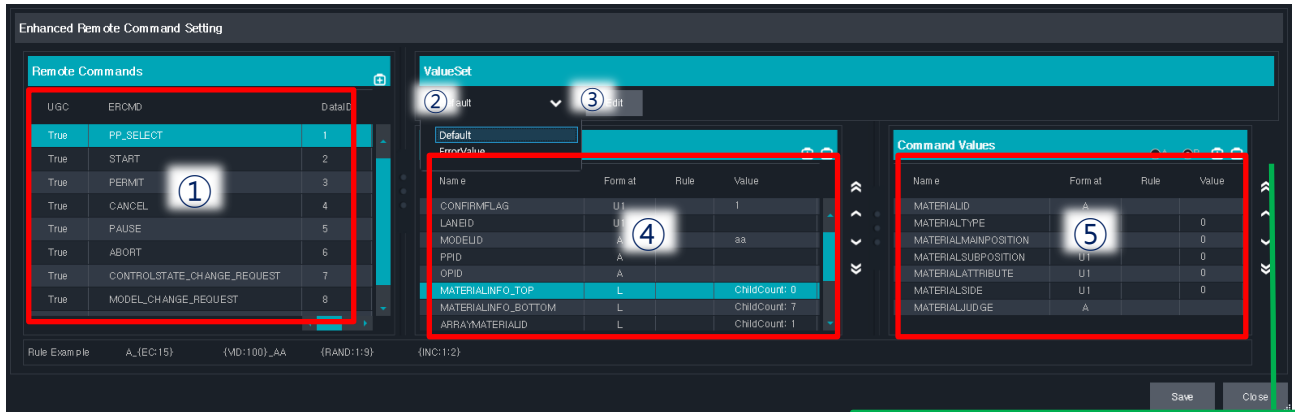 Enhanced Remote Command Setting
Remote Commands
UGC ERCMD DataID
True PP_SELECT 1
True START 2
True PERMIT 3
True CANCEL 4
True PAUSE 5
True ABORT 6
True CONTROLSTATE_CHANGE_REQUEST 7
True MODEL_CHANGE_REQUEST 8
①
ValueSet
② ault ③ Edit
Default
ErrorValue
Name Format Rule Value
CONFIRMFLAG U1 1
LANEID U1
MODELID A aa
PPID A
OPID A
MATERIALINFO_TOP L ChildCount: 0
MATERIALINFO_BOTTOM L ChildCount: 7
ARRAYMATERIALID L ChildCount: 1
④
Command Values
Name Format Rule Value
MATERIALID A
MATERIALTYPE 0
MATERIALMAINPOSITION 0
MATERIALSUBPOSITION U1 0
MATERIALATTRIBUTE U1 0
MATERIALSIDE U1 0
MATERIALJUDGE A
⑤
Rule Example A_{EC:15} {VID:100}_AA {RAND:1:9} {INC:1:2}
Save Close